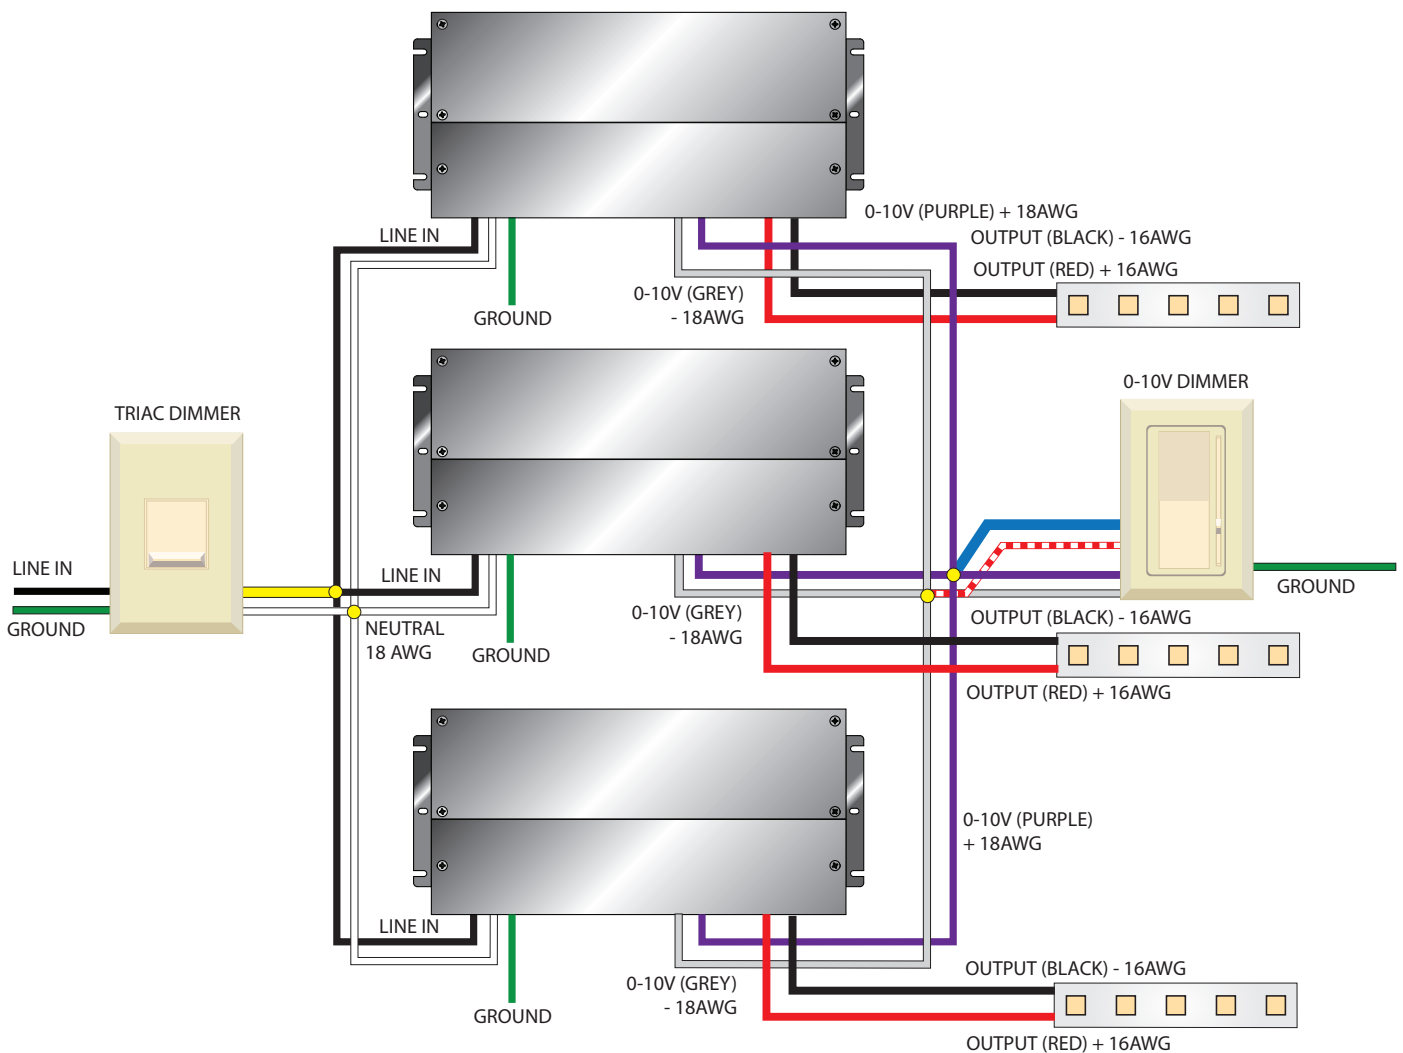 0-10V (PURPLE) + 18AWG
LINE IN
OUTPUT (BLACK) - 16AWG
OUTPUT (RED) + 16AWG
0-10V (GREY)
- 18AWG
GROUND
0-10V DIMMER
TRIAC DIMMER
LINE IN
LINE IN
GROUND
GROUND
NEUTRAL
18 AWG
GROUND
0-10V (GREY)
- 18AWG
OUTPUT (BLACK) - 16AWG
OUTPUT (RED) + 16AWG
0-10V (PURPLE)
+ 18AWG
LINE IN
0-10V (GREY)
- 18AWG
GROUND
OUTPUT (BLACK) - 16AWG
OUTPUT (RED) + 16AWG